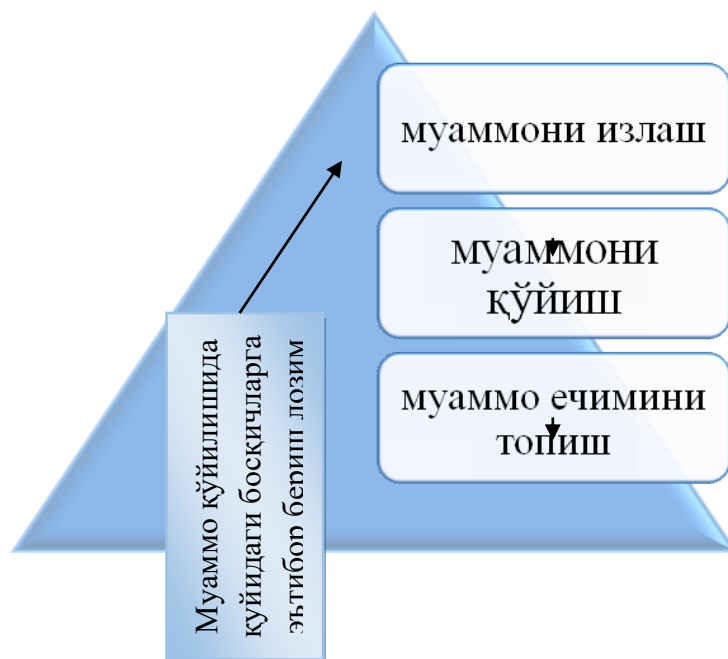 муаммони излаш
муаммони
қўйиш
муаммо ечимини
топиш
Муаммо қўйилишида
қуйидаги босқичларга
эътибор бериш лозим